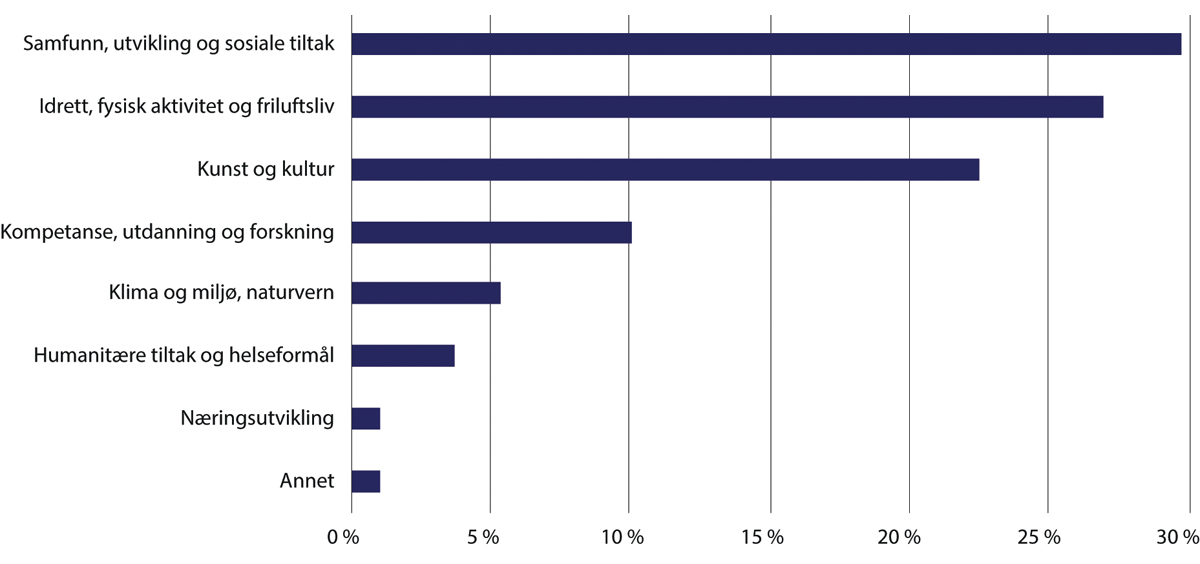 Samfunn, utvikling og sosiale tiltak
Idrett, fysisk aktivitet og friluftsliv
Kunst og kultur
Kompetanse, utdanning og forskning
Klima og miljø, naturvern
Humanitære tiltak og helseformål
Næringsutvikling
Annet
0 % 5 % 10 % 15 % 20 % 25 % 30 %